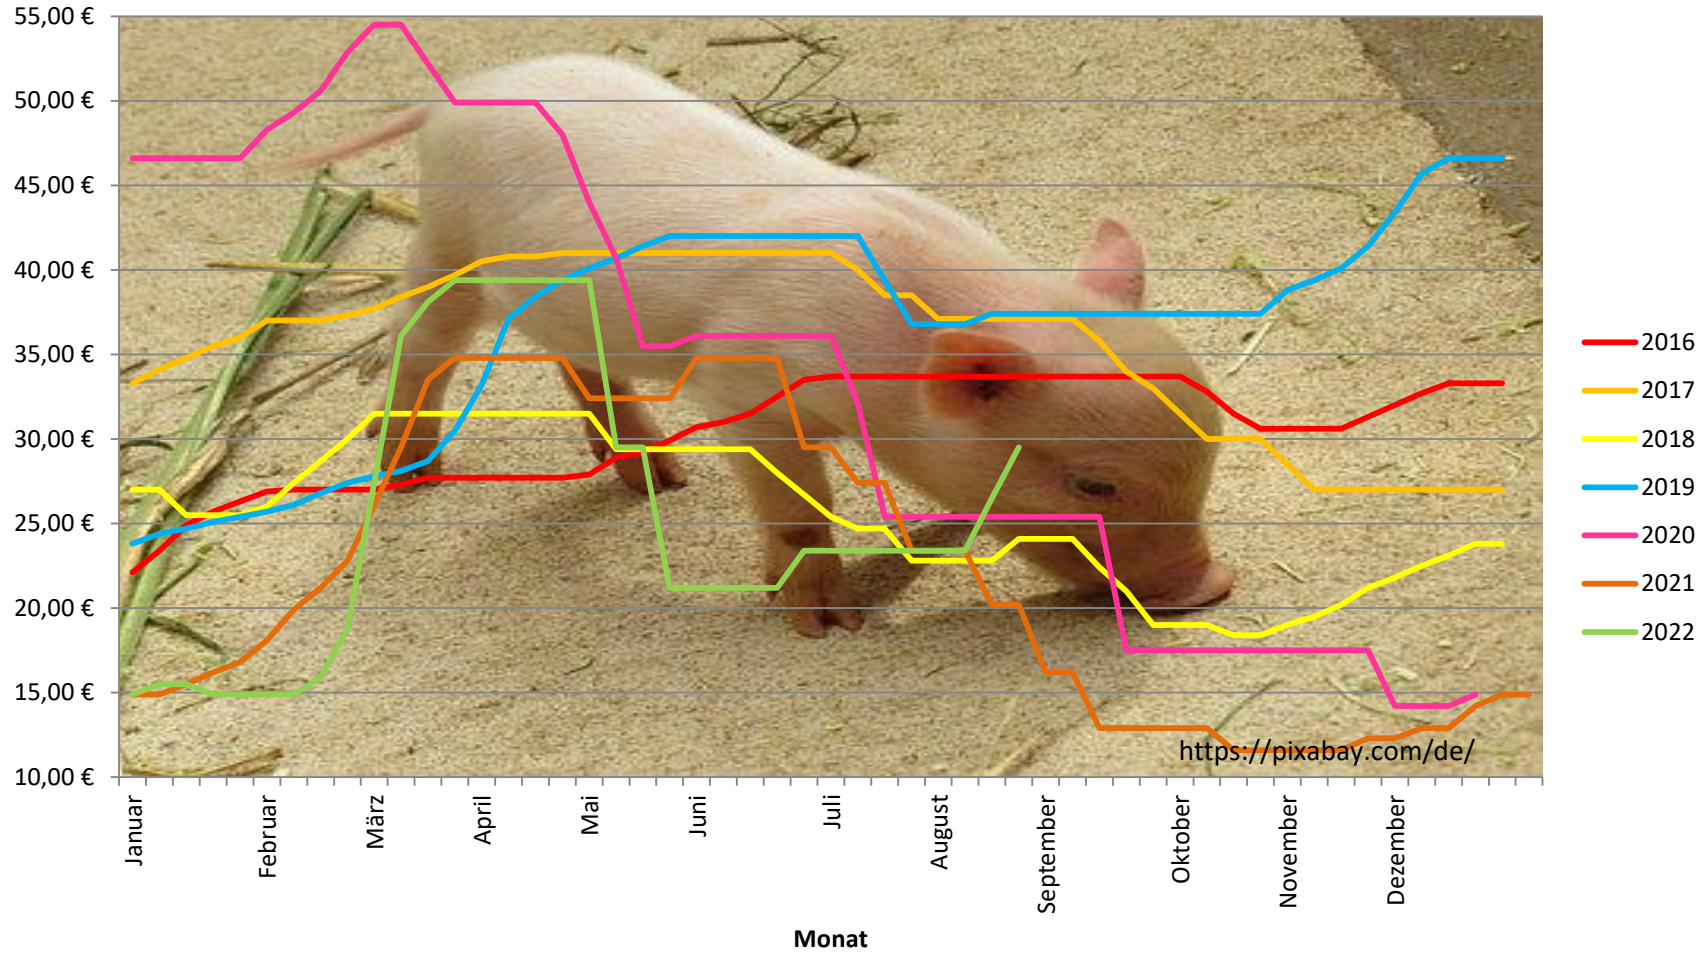 55,00 €
50,00 €
45,00 €
40,00 €
35,00 €
30,00 €
25,00 €
20,00 €
15,00 €
10,00 €
2016
2017
2018
2019
2020
2021
2022
https://pixabay.com/de/
Januar
Februar
März
April
Mai
Juni
Juli
August
September
Oktober
November
Dezember
Monat